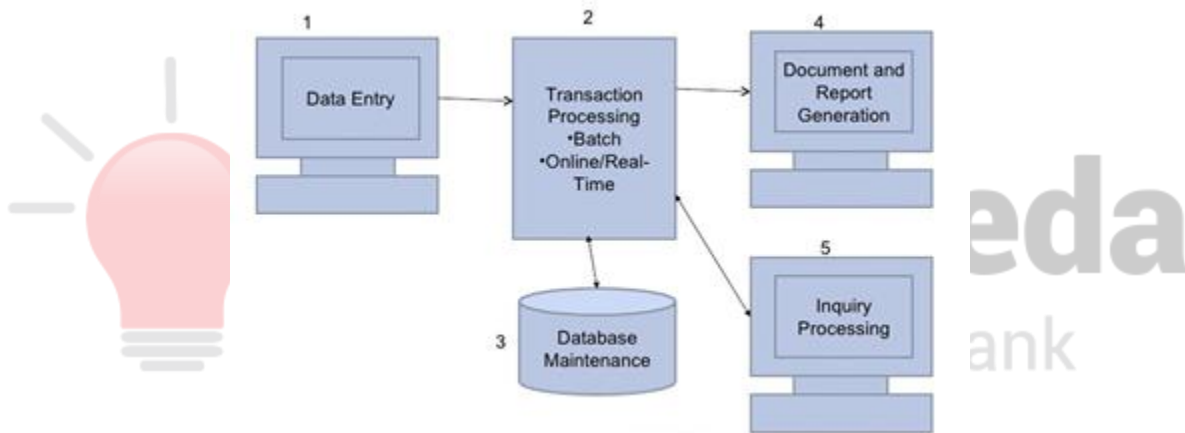 1
Data Entry
2
Transaction
Processing
•Batch
•Online/Real-
Time
3
Database
Maintenance
4
Document and
Report
Generation
5
Inquiry
Processing
eda
ank